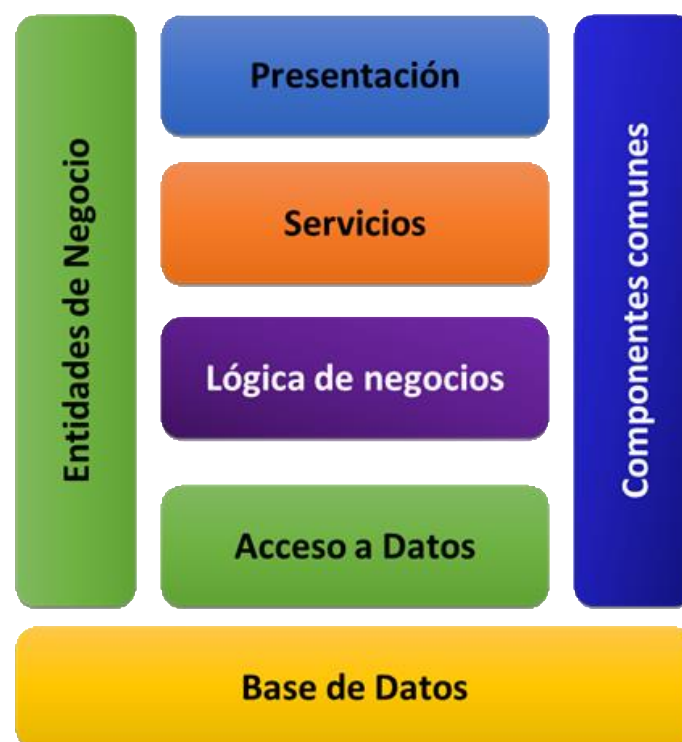 Entidades de Negocio
Presentación
Servicios
Lógica de negocios
Acceso a Datos
Componentes comunes
Base de Datos